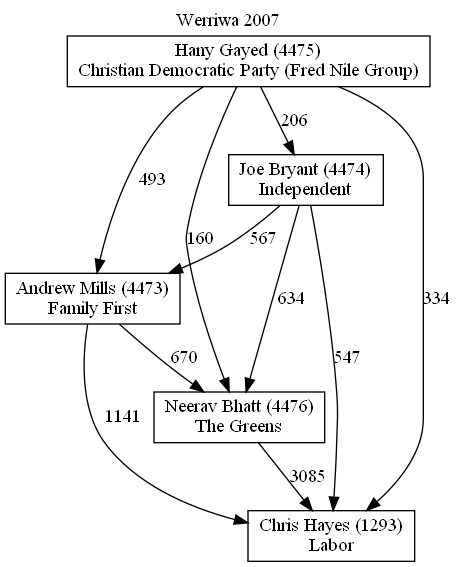 Werriwa 2007
Hany Gayed (4475)
Christian Democratic Party (Fred Nile Group)
206
Joe Bryant (4474)
Independent
493
160
567
634
334
547
Andrew Mills (4473)
Family First
670
1141
Neerav Bhatt (4476)
The Greens
3085
Chris Hayes (1293)
Labor